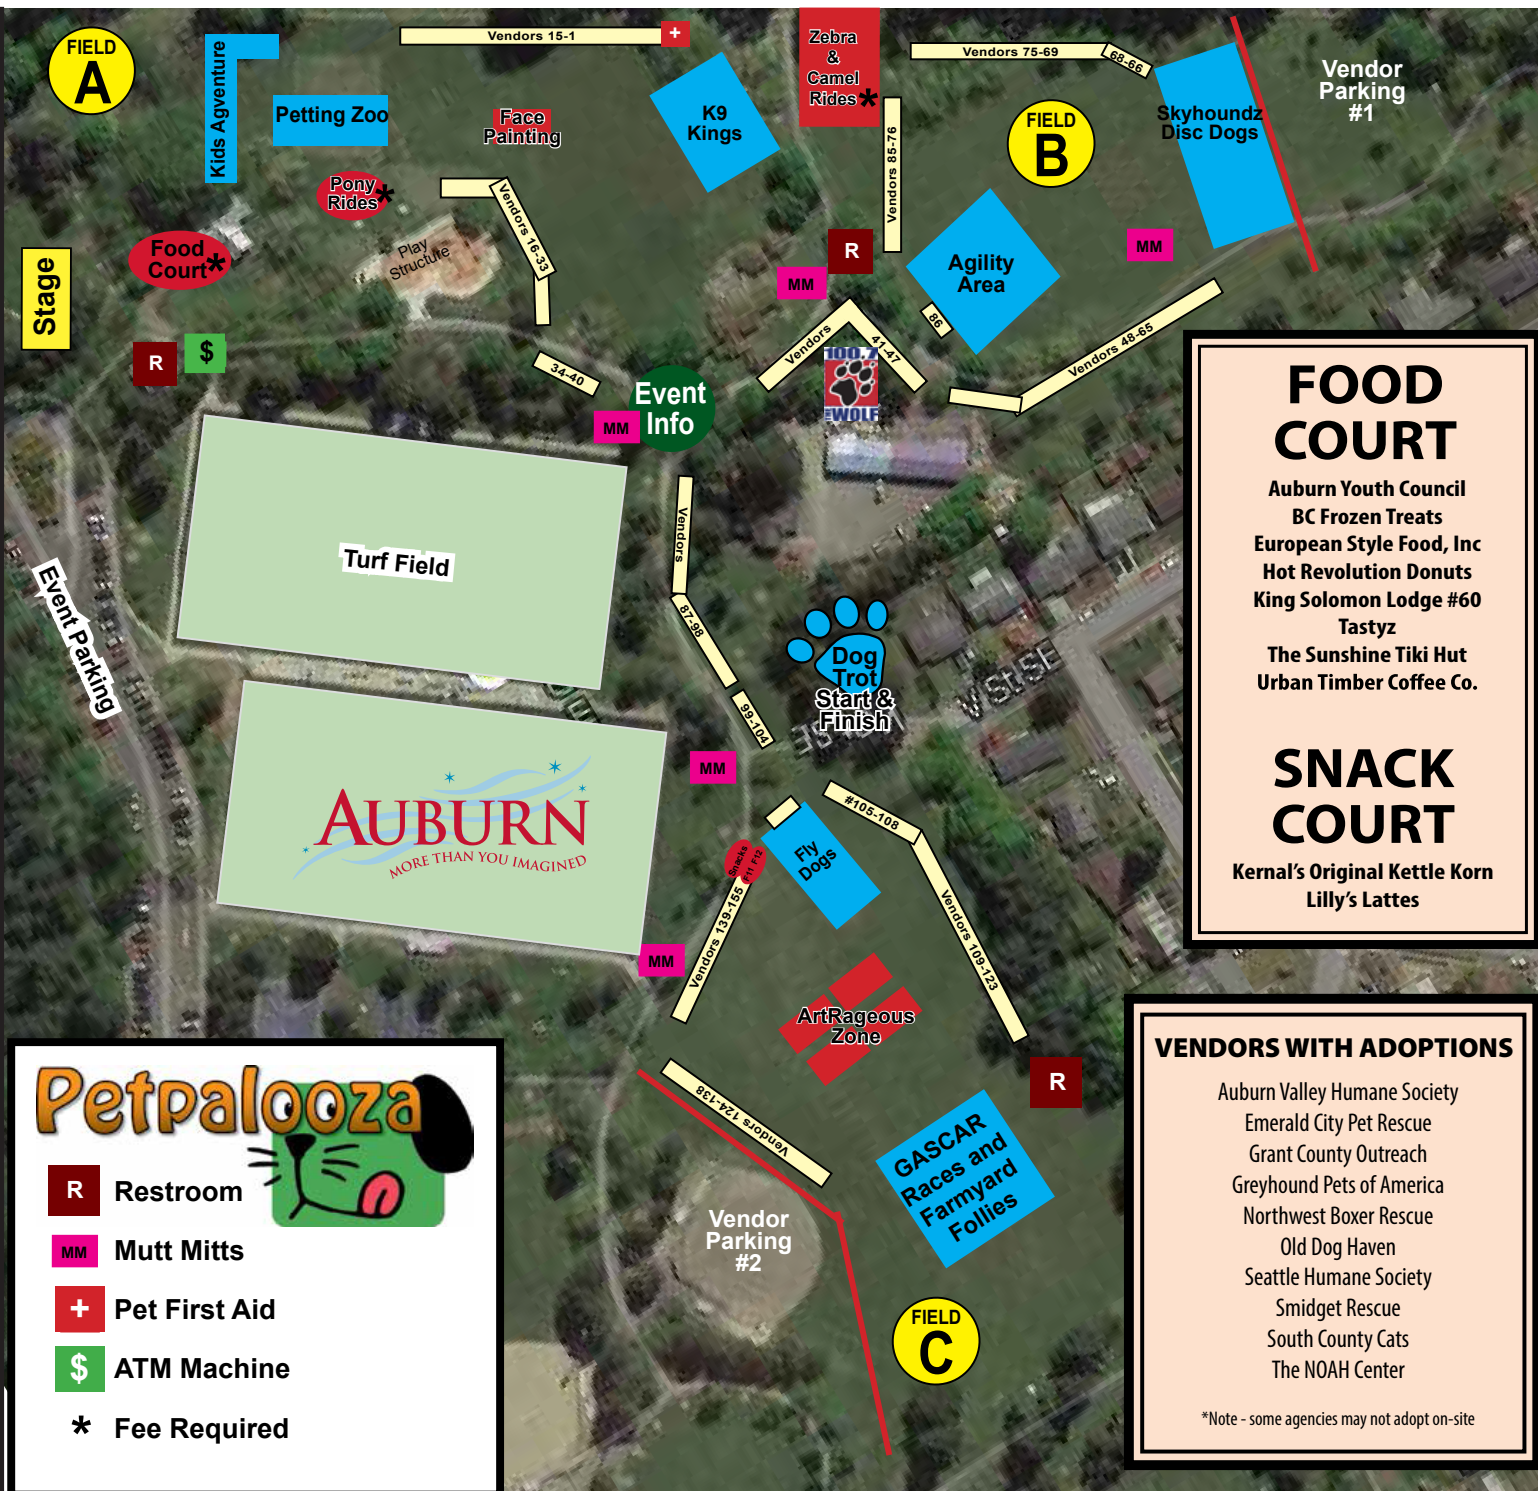 FIELD
A
Kids Agventure
Petting Zoo
Vendors 15-1
+
Face
Painting
K9
Kings
Zebra
&
Camel
Rides*
Vendors 75-69
68-66
FIELD
B
Skyhoundz
Disc Dogs
Vendor
Parking
#1
Vendors 85-76
Pony
Rides*
Vendors 16-33
Play
Structure
Food
Court*
Stage
R
$
34-40
Event
Info
MM
R
MM
Vendors
41-47
100.7
THE WOLF
86
Agility
Area
MM
Vendors 48-65
Turf Field
Event Parking
Vendors
87-98
99-104
Dog
Trot
Start &
Finish
V St SE
MM
AUBURN
MORE THAN YOU IMAGINED
#105-108
Fly
Dogs
Snacks
F11 F12
Vendors 139-155
Vendors 109-123
MM
ArtRageous
Zone
R
Vendors 124-138
GASCAR
Races and
Farmyard
Follies
Vendor
Parking
#2
FIELD
C
FOOD
COURT
Auburn Youth Council
BC Frozen Treats
European Style Food, Inc
Hot Revolution Donuts
King Solomon Lodge #60
Tastyz
The Sunshine Tiki Hut
Urban Timber Coffee Co.
SNACK
COURT
Kernal's Original Kettle Korn
Lilly's Lattes
VENDORS WITH ADOPTIONS
Auburn Valley Humane Society
Emerald City Pet Rescue
Grant County Outreach
Greyhound Pets of America
Northwest Boxer Rescue
Old Dog Haven
Seattle Humane Society
Smidget Rescue
South County Cats
The NOAH Center
*Note - some agencies may not adopt on-site
Petpalooza
R Restroom
MM Mutt Mitts
+ Pet First Aid
$ ATM Machine
* Fee Required